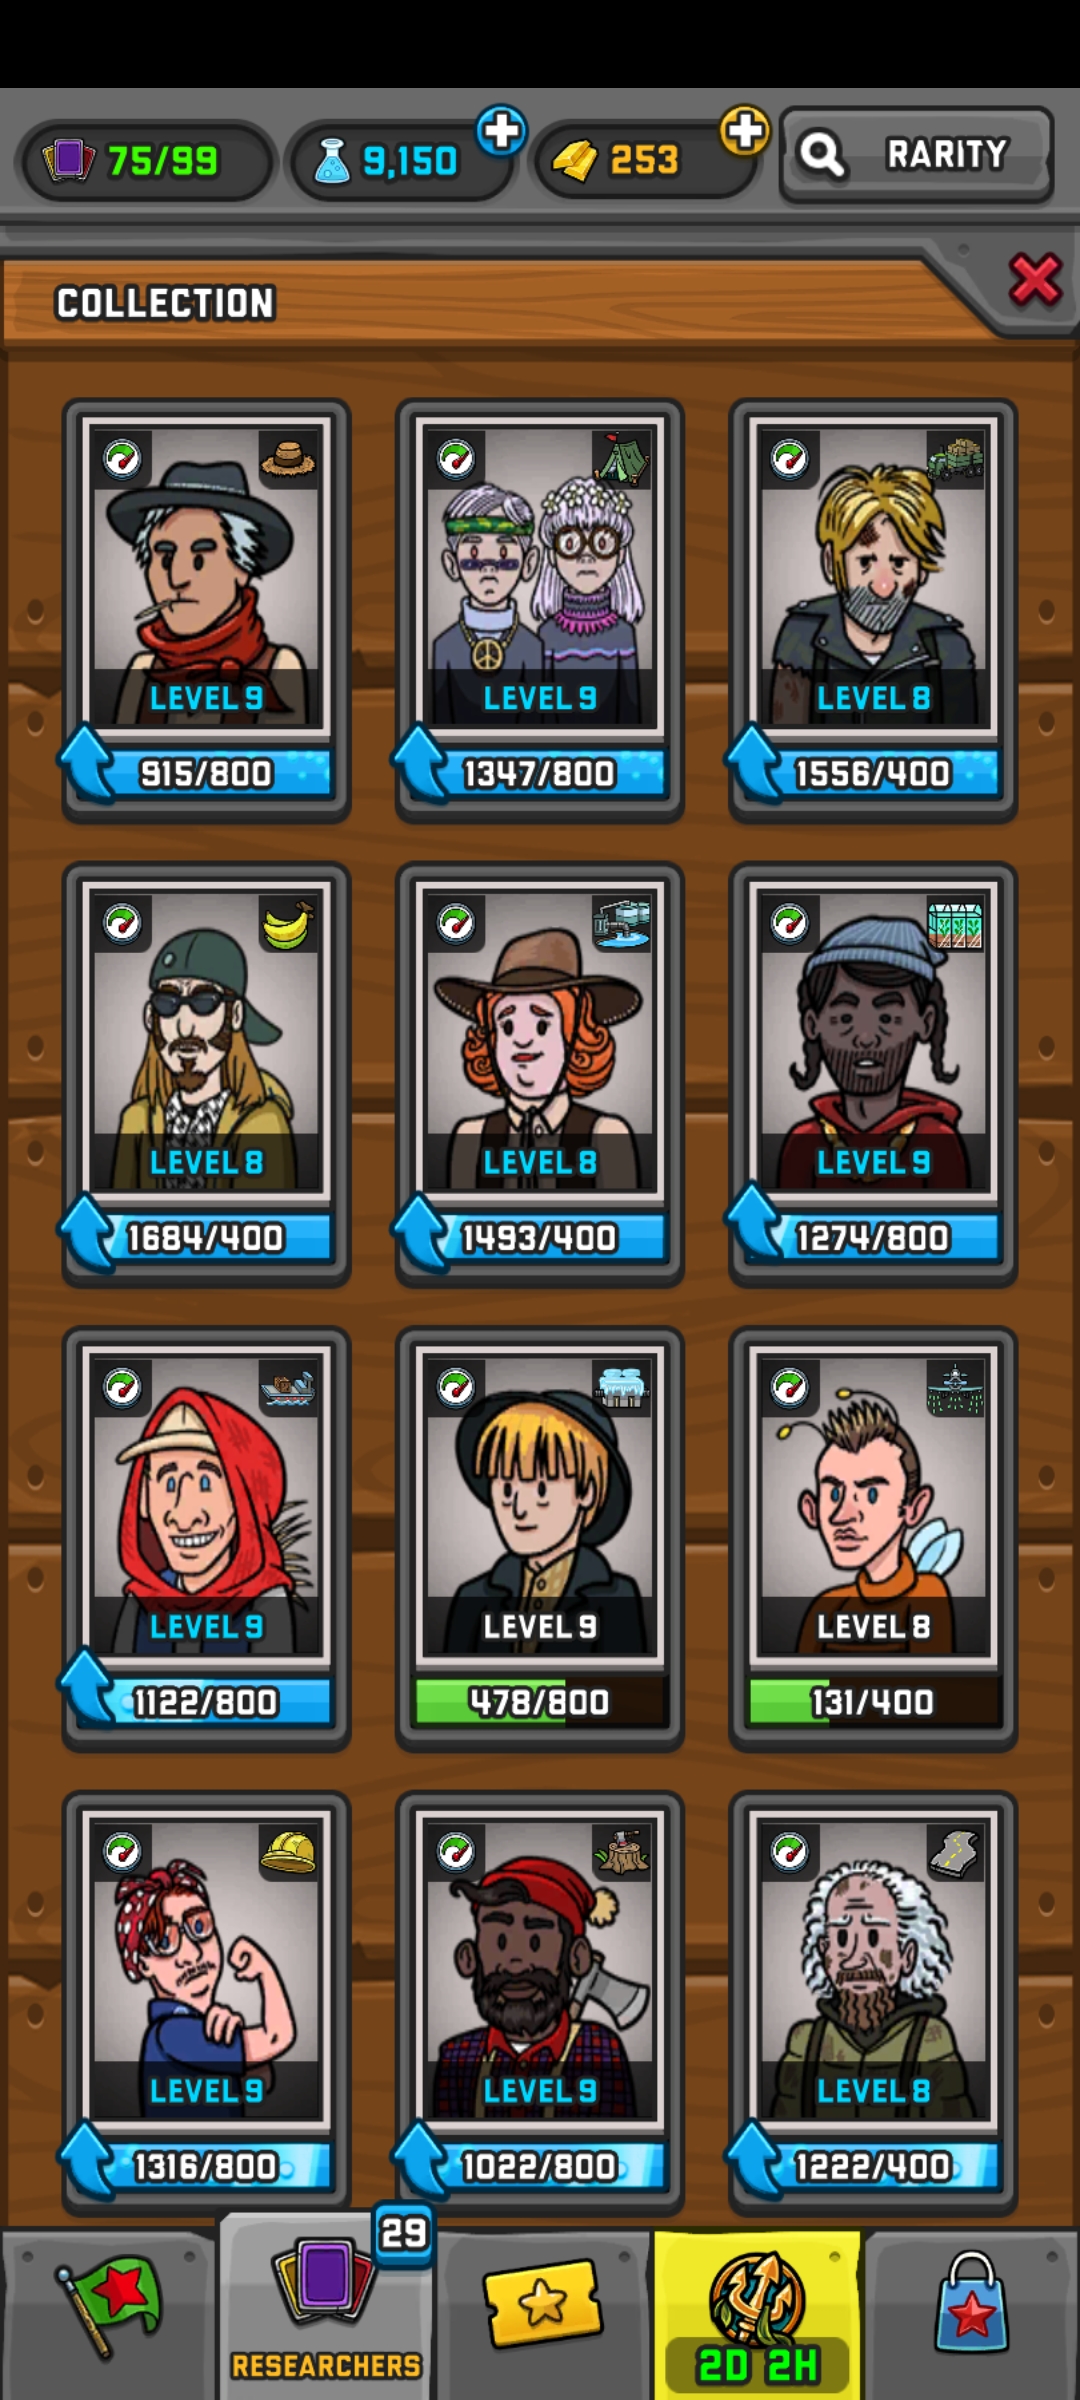 75/99 9,150 253 RARITY
COLLECTION
LEVEL 9 LEVEL 9 LEVEL 8
915/800 1347/800 1556/400
LEVEL 8 LEVEL 8 LEVEL 9
1684/400 1493/400 1274/800
LEVEL 9 LEVEL 9 LEVEL 8
1122/800 478/800 131/400
LEVEL 9 LEVEL 9 LEVEL 8
1316/800 1022/800 1222/400
29
RESEARCHERS 2D 2H